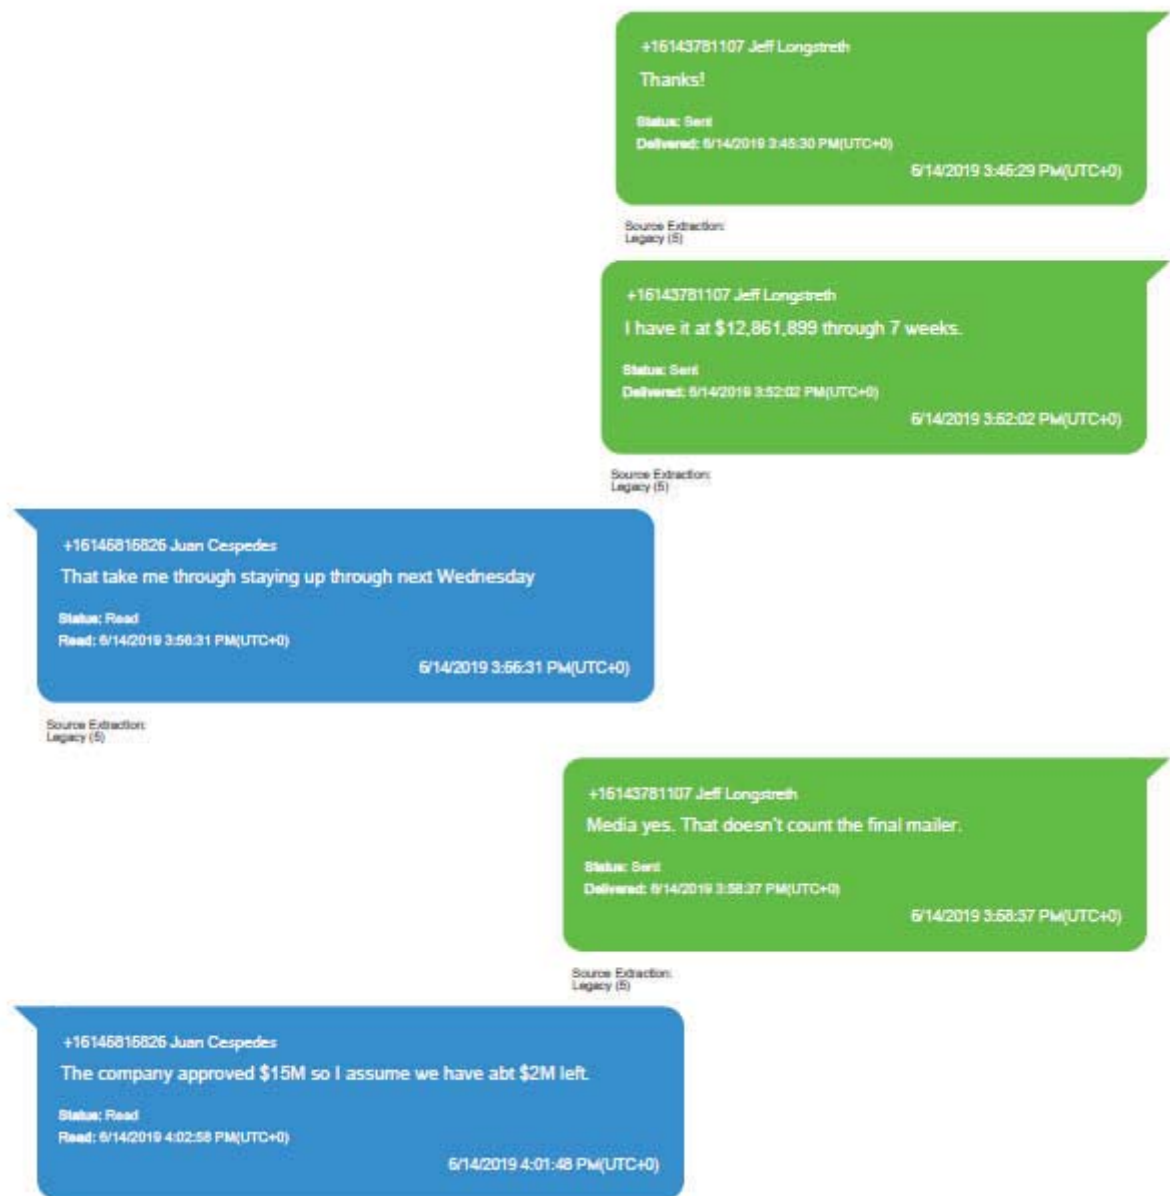 +16143781107 Jeff Longstreth
Thanks!
Status: Sent
Delivered: 6/14/2019 3:45:30 PM(UTC+0)
6/14/2019 3:45:29 PM(UTC+0)
Source Extraction:
Legacy (5)
+16143781107 Jeff Longstreth
I have it at $12,861,899 through 7 weeks.
Status: Sent
Delivered: 6/14/2019 3:52:02 PM(UTC+0)
6/14/2019 3:52:02 PM(UTC+0)
Source Extraction:
Legacy (5)
+16146816826 Juan Cespedes
That take me through staying up through next Wednesday
Status: Read
Read: 6/14/2019 3:56:31 PM(UTC+0)
6/14/2019 3:56:31 PM(UTC+0)
Source Extraction:
Legacy (5)
+16143781107 Jeff Longstreth
Media yes. That doesn't count the final mailer.
Status: Sent
Delivered: 6/14/2019 3:58:37 PM(UTC+0)
6/14/2019 3:58:37 PM(UTC+0)
Source Extraction:
Legacy (5)
+16146816826 Juan Cespedes
The company approved $15M so I assume we have abt $2M left.
Status: Read
Read: 6/14/2019 4:02:58 PM(UTC+0)
6/14/2019 4:01:48 PM(UTC+0)